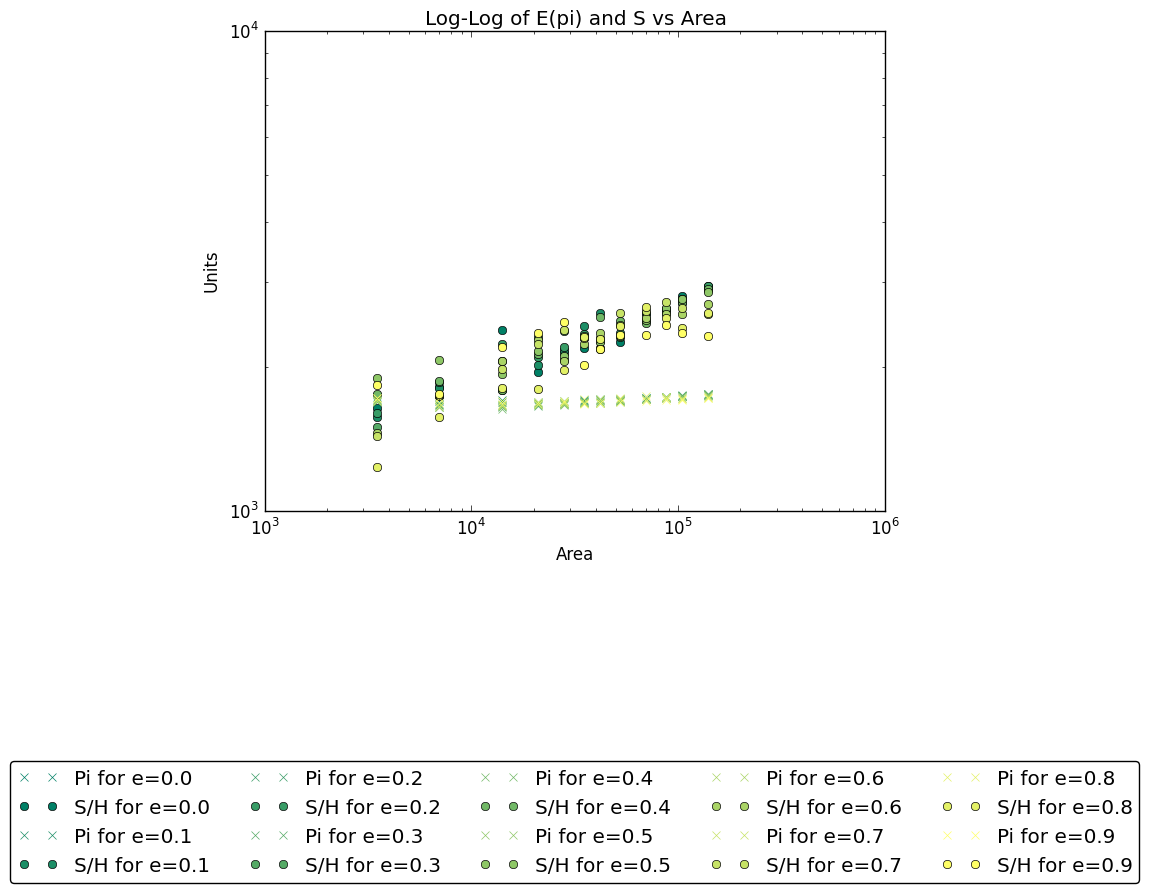 Log-Log of E(pi) and S vs Area
10^4
Units
10^3
10^3 10^4 10^5 10^6
Area
Pi for e=0.0 Pi for e=0.2 Pi for e=0.4 Pi for e=0.6 Pi for e=0.8
S/H for e=0.0 S/H for e=0.2 S/H for e=0.4 S/H for e=0.6 S/H for e=0.8
Pi for e=0.1 Pi for e=0.3 Pi for e=0.5 Pi for e=0.7 Pi for e=0.9
S/H for e=0.1 S/H for e=0.3 S/H for e=0.5 S/H for e=0.7 S/H for e=0.9